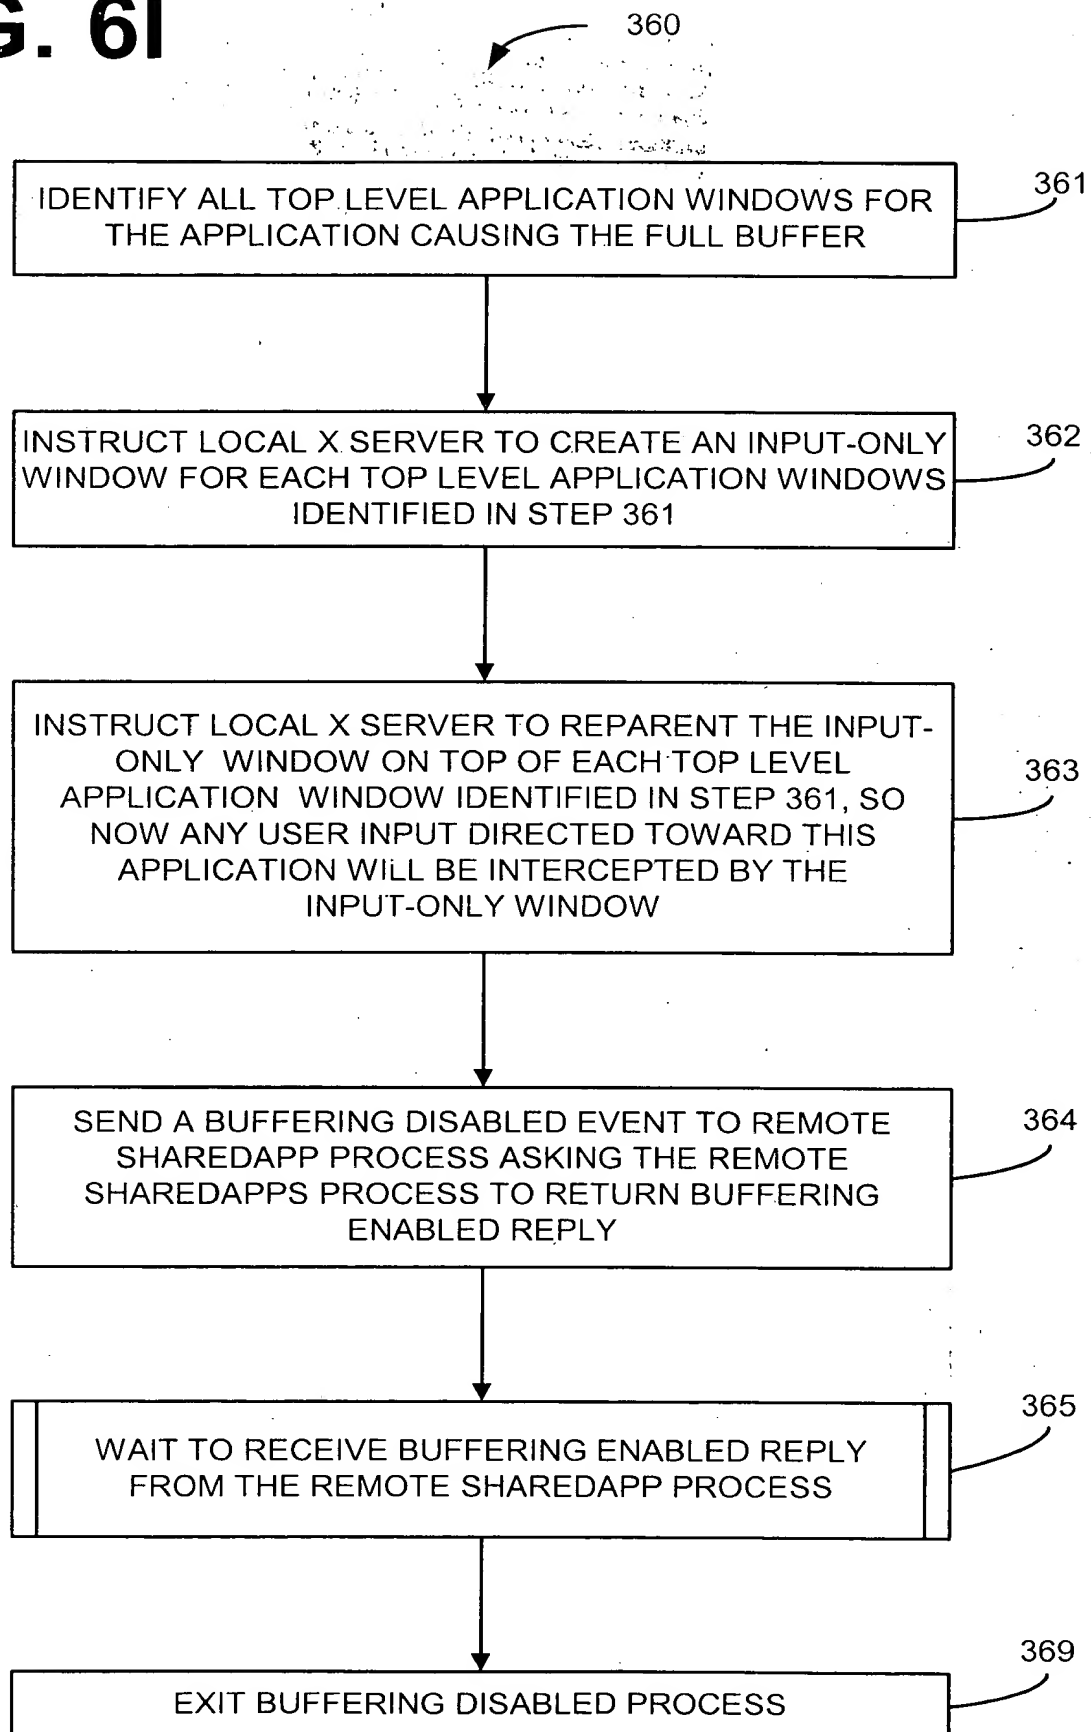 G. 6I
360
IDENTIFY ALL TOP LEVEL APPLICATION WINDOWS FOR
THE APPLICATION CAUSING THE FULL BUFFER
361
INSTRUCT LOCAL X SERVER TO CREATE AN INPUT-ONLY
WINDOW FOR EACH TOP LEVEL APPLICATION WINDOWS
IDENTIFIED IN STEP 361
362
INSTRUCT LOCAL X SERVER TO REPARENT THE INPUT-
ONLY WINDOW ON TOP OF EACH TOP LEVEL
APPLICATION WINDOW IDENTIFIED IN STEP 361, SO
NOW ANY USER INPUT DIRECTED TOWARD THIS
APPLICATION WILL BE INTERCEPTED BY THE
INPUT-ONLY WINDOW
363
SEND A BUFFERING DISABLED EVENT TO REMOTE
SHAREDAPP PROCESS ASKING THE REMOTE
SHAREDAPPS PROCESS TO RETURN BUFFERING
ENABLED REPLY
364
WAIT TO RECEIVE BUFFERING ENABLED REPLY
FROM THE REMOTE SHAREDAPP PROCESS
365
EXIT BUFFERING DISABLED PROCESS
369